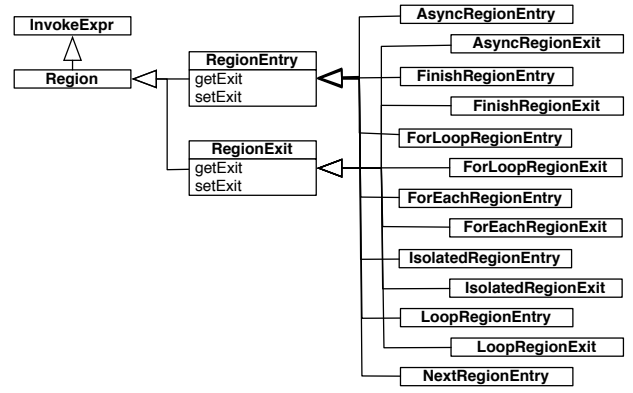 InvokeExpr
Region
RegionEntry
getExit
setExit
RegionExit
getExit
setExit
AsyncRegionEntry
AsyncRegionExit
FinishRegionEntry
FinishRegionExit
ForLoopRegionEntry
ForLoopRegionExit
ForEachRegionEntry
ForEachRegionExit
IsolatedRegionEntry
IsolatedRegionExit
LoopRegionEntry
LoopRegionExit
NextRegionEntry